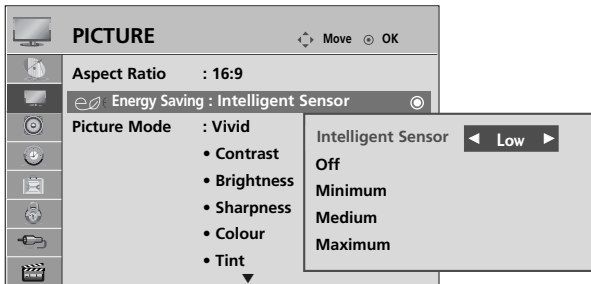 PICTURE
Move OK
Aspect Ratio : 16:9
Energy Saving : Intelligent Sensor
Picture Mode : Vivid
• Contrast
• Brightness
• Sharpness
• Colour
• Tint
Intelligent Sensor ◄ Low ►
Off
Minimum
Medium
Maximum